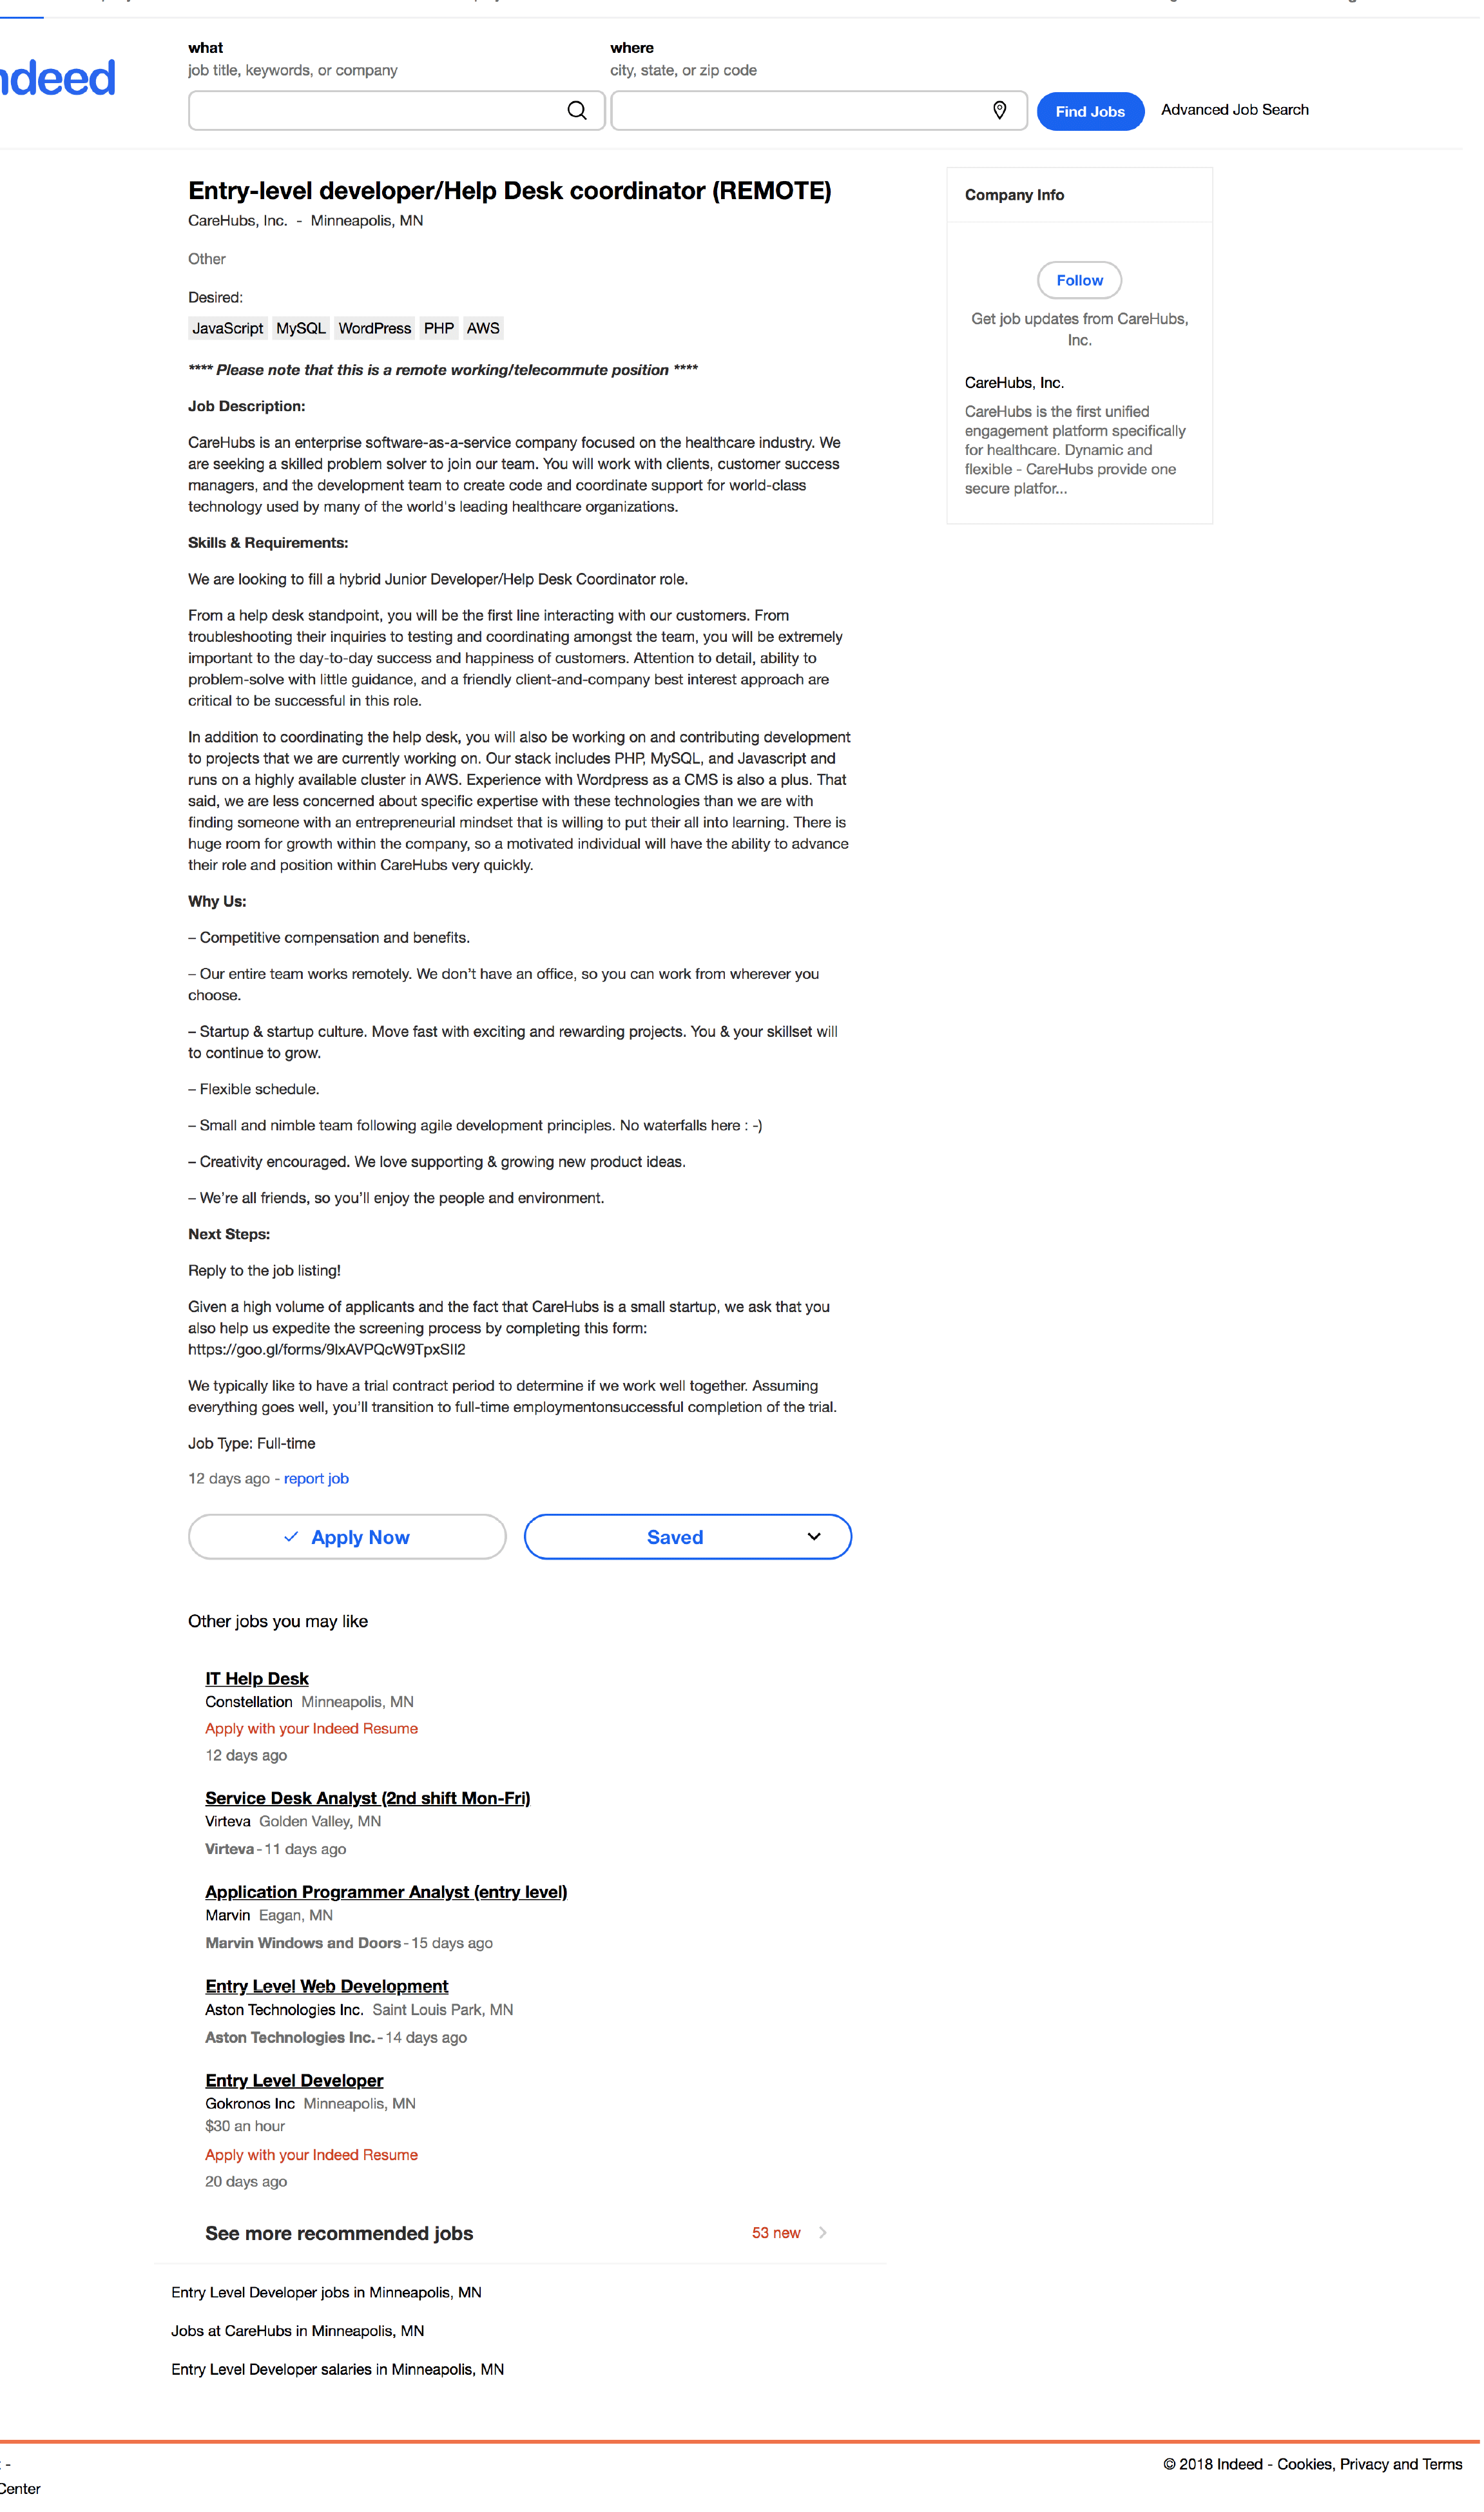 ndeed
what
job title, keywords, or company
where
city, state, or zip code
Find Jobs
Advanced Job Search
Entry-level developer/Help Desk coordinator (REMOTE)
CareHubs, Inc. - Minneapolis, MN
Other
Desired:
JavaScript MySQL WordPress PHP AWS
**** Please note that this is a remote working/telecommute position ****
Job Description:
CareHubs is an enterprise software-as-a-service company focused on the healthcare industry. We
are seeking a skilled problem solver to join our team. You will work with clients, customer success
managers, and the development team to create code and coordinate support for world-class
technology used by many of the world's leading healthcare organizations.
Skills & Requirements:
We are looking to fill a hybrid Junior Developer/Help Desk Coordinator role.
From a help desk standpoint, you will be the first line interacting with our customers. From
troubleshooting their inquiries to testing and coordinating amongst the team, you will be extremely
important to the day-to-day success and happiness of customers. Attention to detail, ability to
problem-solve with little guidance, and a friendly client-and-company best interest approach are
critical to be successful in this role.
In addition to coordinating the help desk, you will also be working on and contributing development
to projects that we are currently working on. Our stack includes PHP, MySQL, and Javascript and
runs on a highly available cluster in AWS. Experience with Wordpress as a CMS is also a plus. That
said, we are less concerned about specific expertise with these technologies than we are with
finding someone with an entrepreneurial mindset that is willing to put their all into learning. There is
huge room for growth within the company, so a motivated individual will have the ability to advance
their role and position within CareHubs very quickly.
Why Us:
– Competitive compensation and benefits.
– Our entire team works remotely. We don’t have an office, so you can work from wherever you
choose.
– Startup & startup culture. Move fast with exciting and rewarding projects. You & your skillset will
to continue to grow.
– Flexible schedule.
– Small and nimble team following agile development principles. No waterfalls here : -)
– Creativity encouraged. We love supporting & growing new product ideas.
– We’re all friends, so you’ll enjoy the people and environment.
Next Steps:
Reply to the job listing!
Given a high volume of applicants and the fact that CareHubs is a small startup, we ask that you
also help us expedite the screening process by completing this form:
https://goo.gl/forms/9IxAVPQcW9TpxSII2
We typically like to have a trial contract period to determine if we work well together. Assuming
everything goes well, you’ll transition to full-time employmentonsuccessful completion of the trial.
Job Type: Full-time
12 days ago - report job
Apply Now
Saved
Company Info
Follow
Get job updates from CareHubs,
Inc.
CareHubs, Inc.
CareHubs is the first unified
engagement platform specifically
for healthcare. Dynamic and
flexible - CareHubs provide one
secure platfor...
Other jobs you may like
IT Help Desk
Constellation Minneapolis, MN
Apply with your Indeed Resume
12 days ago
Service Desk Analyst (2nd shift Mon-Fri)
Virteva Golden Valley, MN
Virteva - 11 days ago
Application Programmer Analyst (entry level)
Marvin Eagan, MN
Marvin Windows and Doors - 15 days ago
Entry Level Web Development
Aston Technologies Inc. Saint Louis Park, MN
Aston Technologies Inc. - 14 days ago
Entry Level Developer
Gokronos Inc Minneapolis, MN
$30 an hour
Apply with your Indeed Resume
20 days ago
See more recommended jobs
53 new
Entry Level Developer jobs in Minneapolis, MN
Jobs at CareHubs in Minneapolis, MN
Entry Level Developer salaries in Minneapolis, MN
-
Center
© 2018 Indeed - Cookies, Privacy and Terms